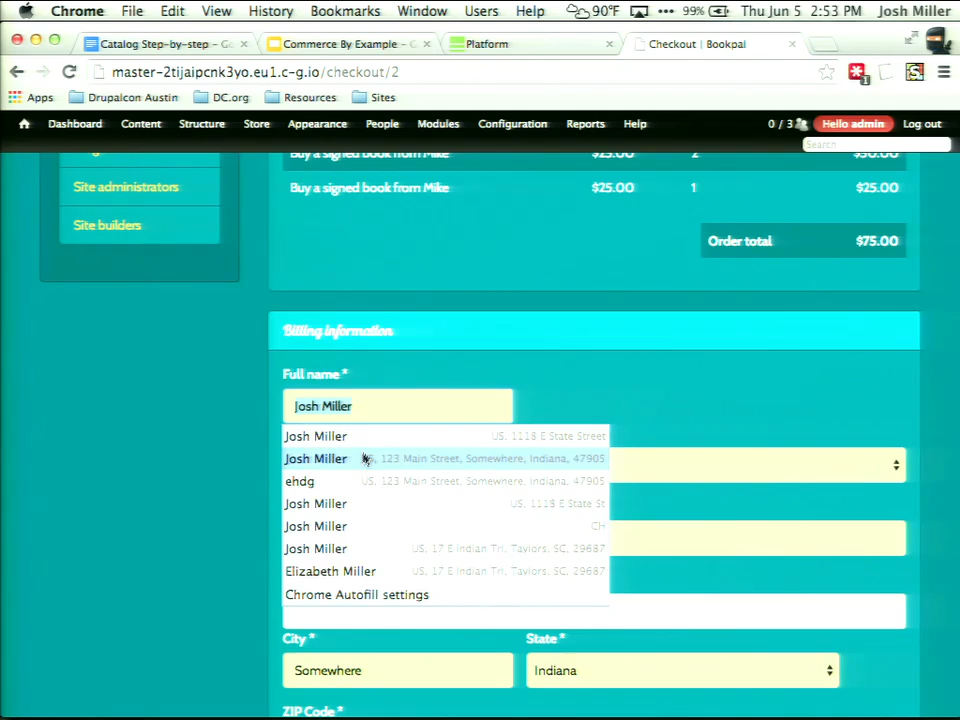 Chrome File Edit View History Bookmarks Window Users Help 90°F 99% Thu Jun 5 2:53 PM Josh Miller
Catalog Step-by-step - Go Commerce By Example - G Platform Checkout | Bookpal
master-2tijaipcnk3yo.eu1.c-g.io/checkout/2
1
Apps Drupalcon Austin DC.org Resources Sites
Dashboard Content Structure Store Appearance People Modules Configuration Reports Help 0 / 3 Hello admin Log out
Search
Buy a signed book from Mike $25.00 2 $50.00
Site administrators
Buy a signed book from Mike $25.00 1 $25.00
Site builders
Order total $75.00
Billing information
Full name *
Josh Miller
Josh Miller US, 1118 E State Street
Josh Miller 123 Main Street, Somewhere, Indiana, 47905
ehdg US, 123 Main Street, Somewhere, Indiana, 47905
Josh Miller US, 1118 E State St
Josh Miller CH
Josh Miller US, 17 E Indian Trl, Taylors, SC, 29687
Elizabeth Miller US, 17 E Indian Trl, Taylors, SC, 29687
Chrome Autofill settings
City * State *
Somewhere Indiana
ZIP Code *